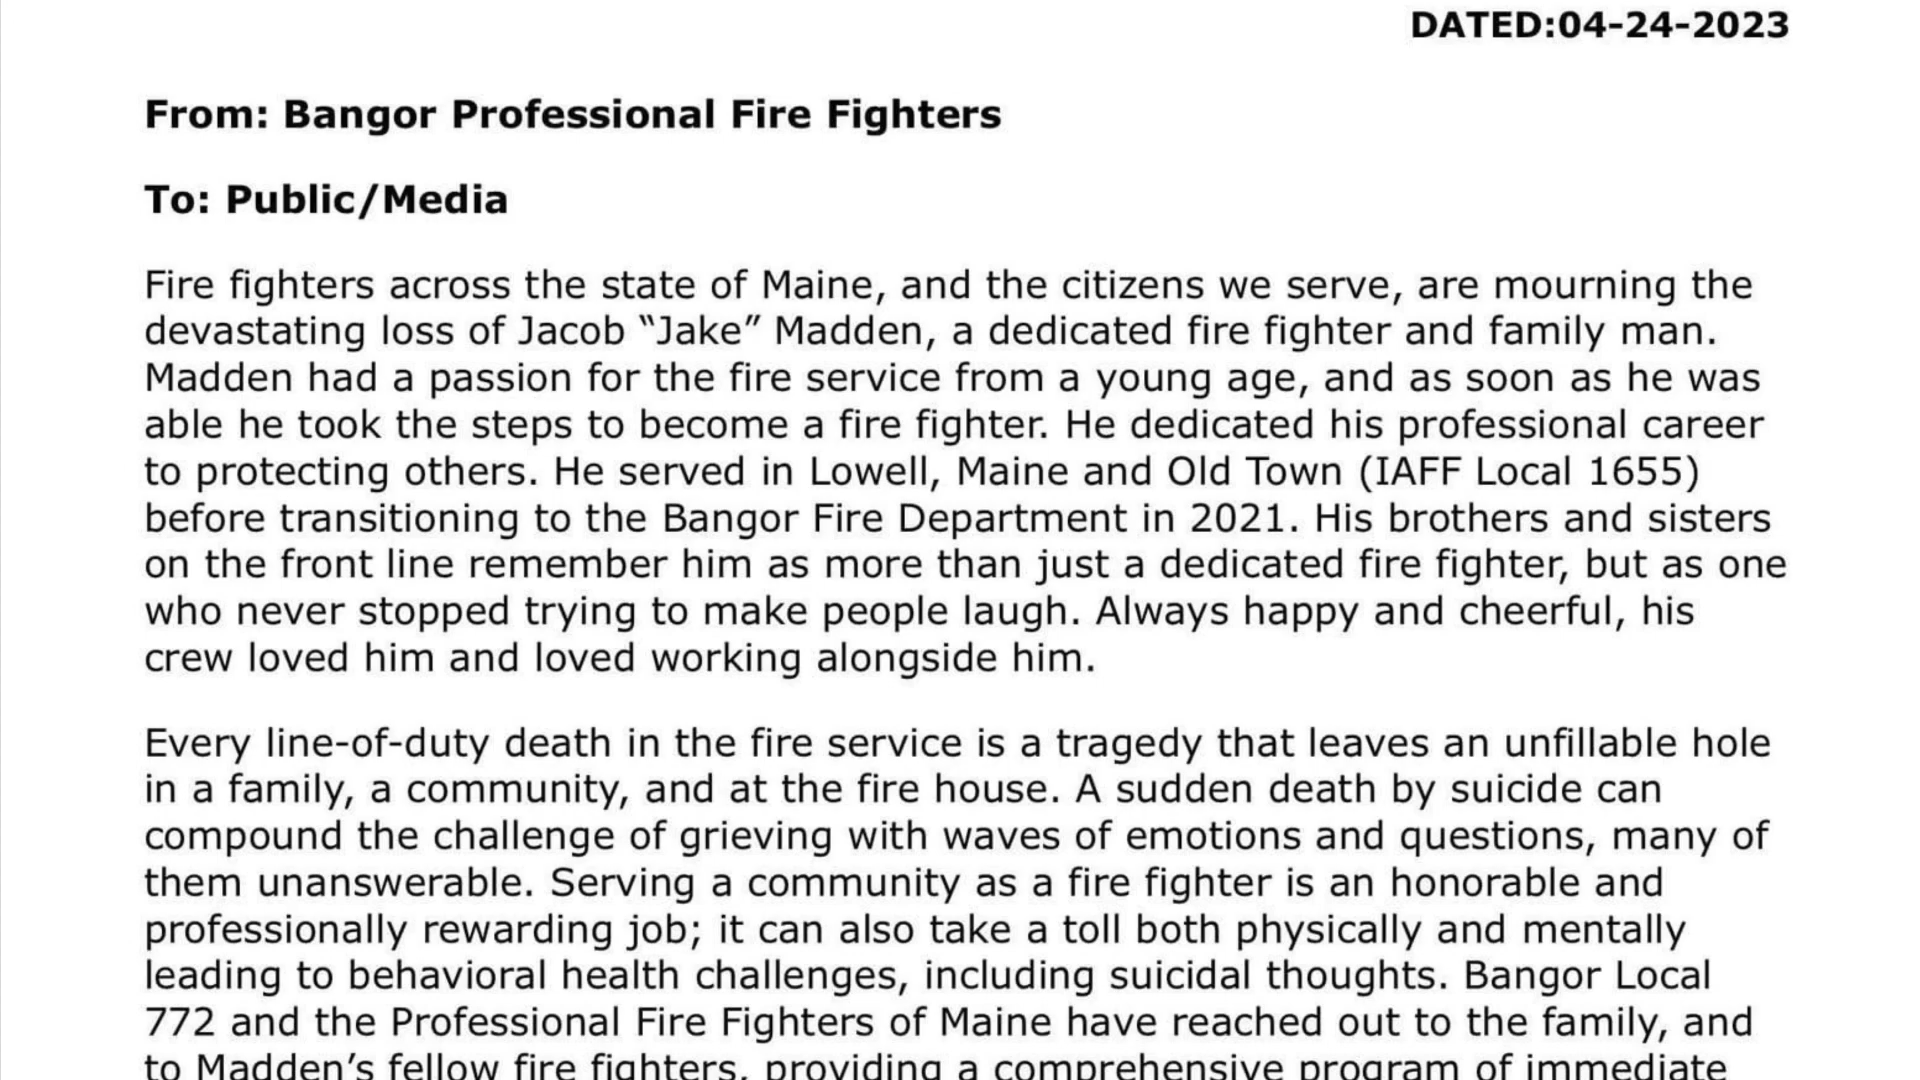 DATED:04-24-2023
From: Bangor Professional Fire Fighters
To: Public/Media
Fire fighters across the state of Maine, and the citizens we serve, are mourning the
devastating loss of Jacob “Jake” Madden, a dedicated fire fighter and family man.
Madden had a passion for the fire service from a young age, and as soon as he was
able he took the steps to become a fire fighter. He dedicated his professional career
to protecting others. He served in Lowell, Maine and Old Town (IAFF Local 1655)
before transitioning to the Bangor Fire Department in 2021. His brothers and sisters
on the front line remember him as more than just a dedicated fire fighter, but as one
who never stopped trying to make people laugh. Always happy and cheerful, his
crew loved him and loved working alongside him.
Every line-of-duty death in the fire service is a tragedy that leaves an unfillable hole
in a family, a community, and at the fire house. A sudden death by suicide can
compound the challenge of grieving with waves of emotions and questions, many of
them unanswerable. Serving a community as a fire fighter is an honorable and
professionally rewarding job; it can also take a toll both physically and mentally
leading to behavioral health challenges, including suicidal thoughts. Bangor Local
772 and the Professional Fire Fighters of Maine have reached out to the family, and
to Madden’s fellow fire fighters, providing a comprehensive program of immediate